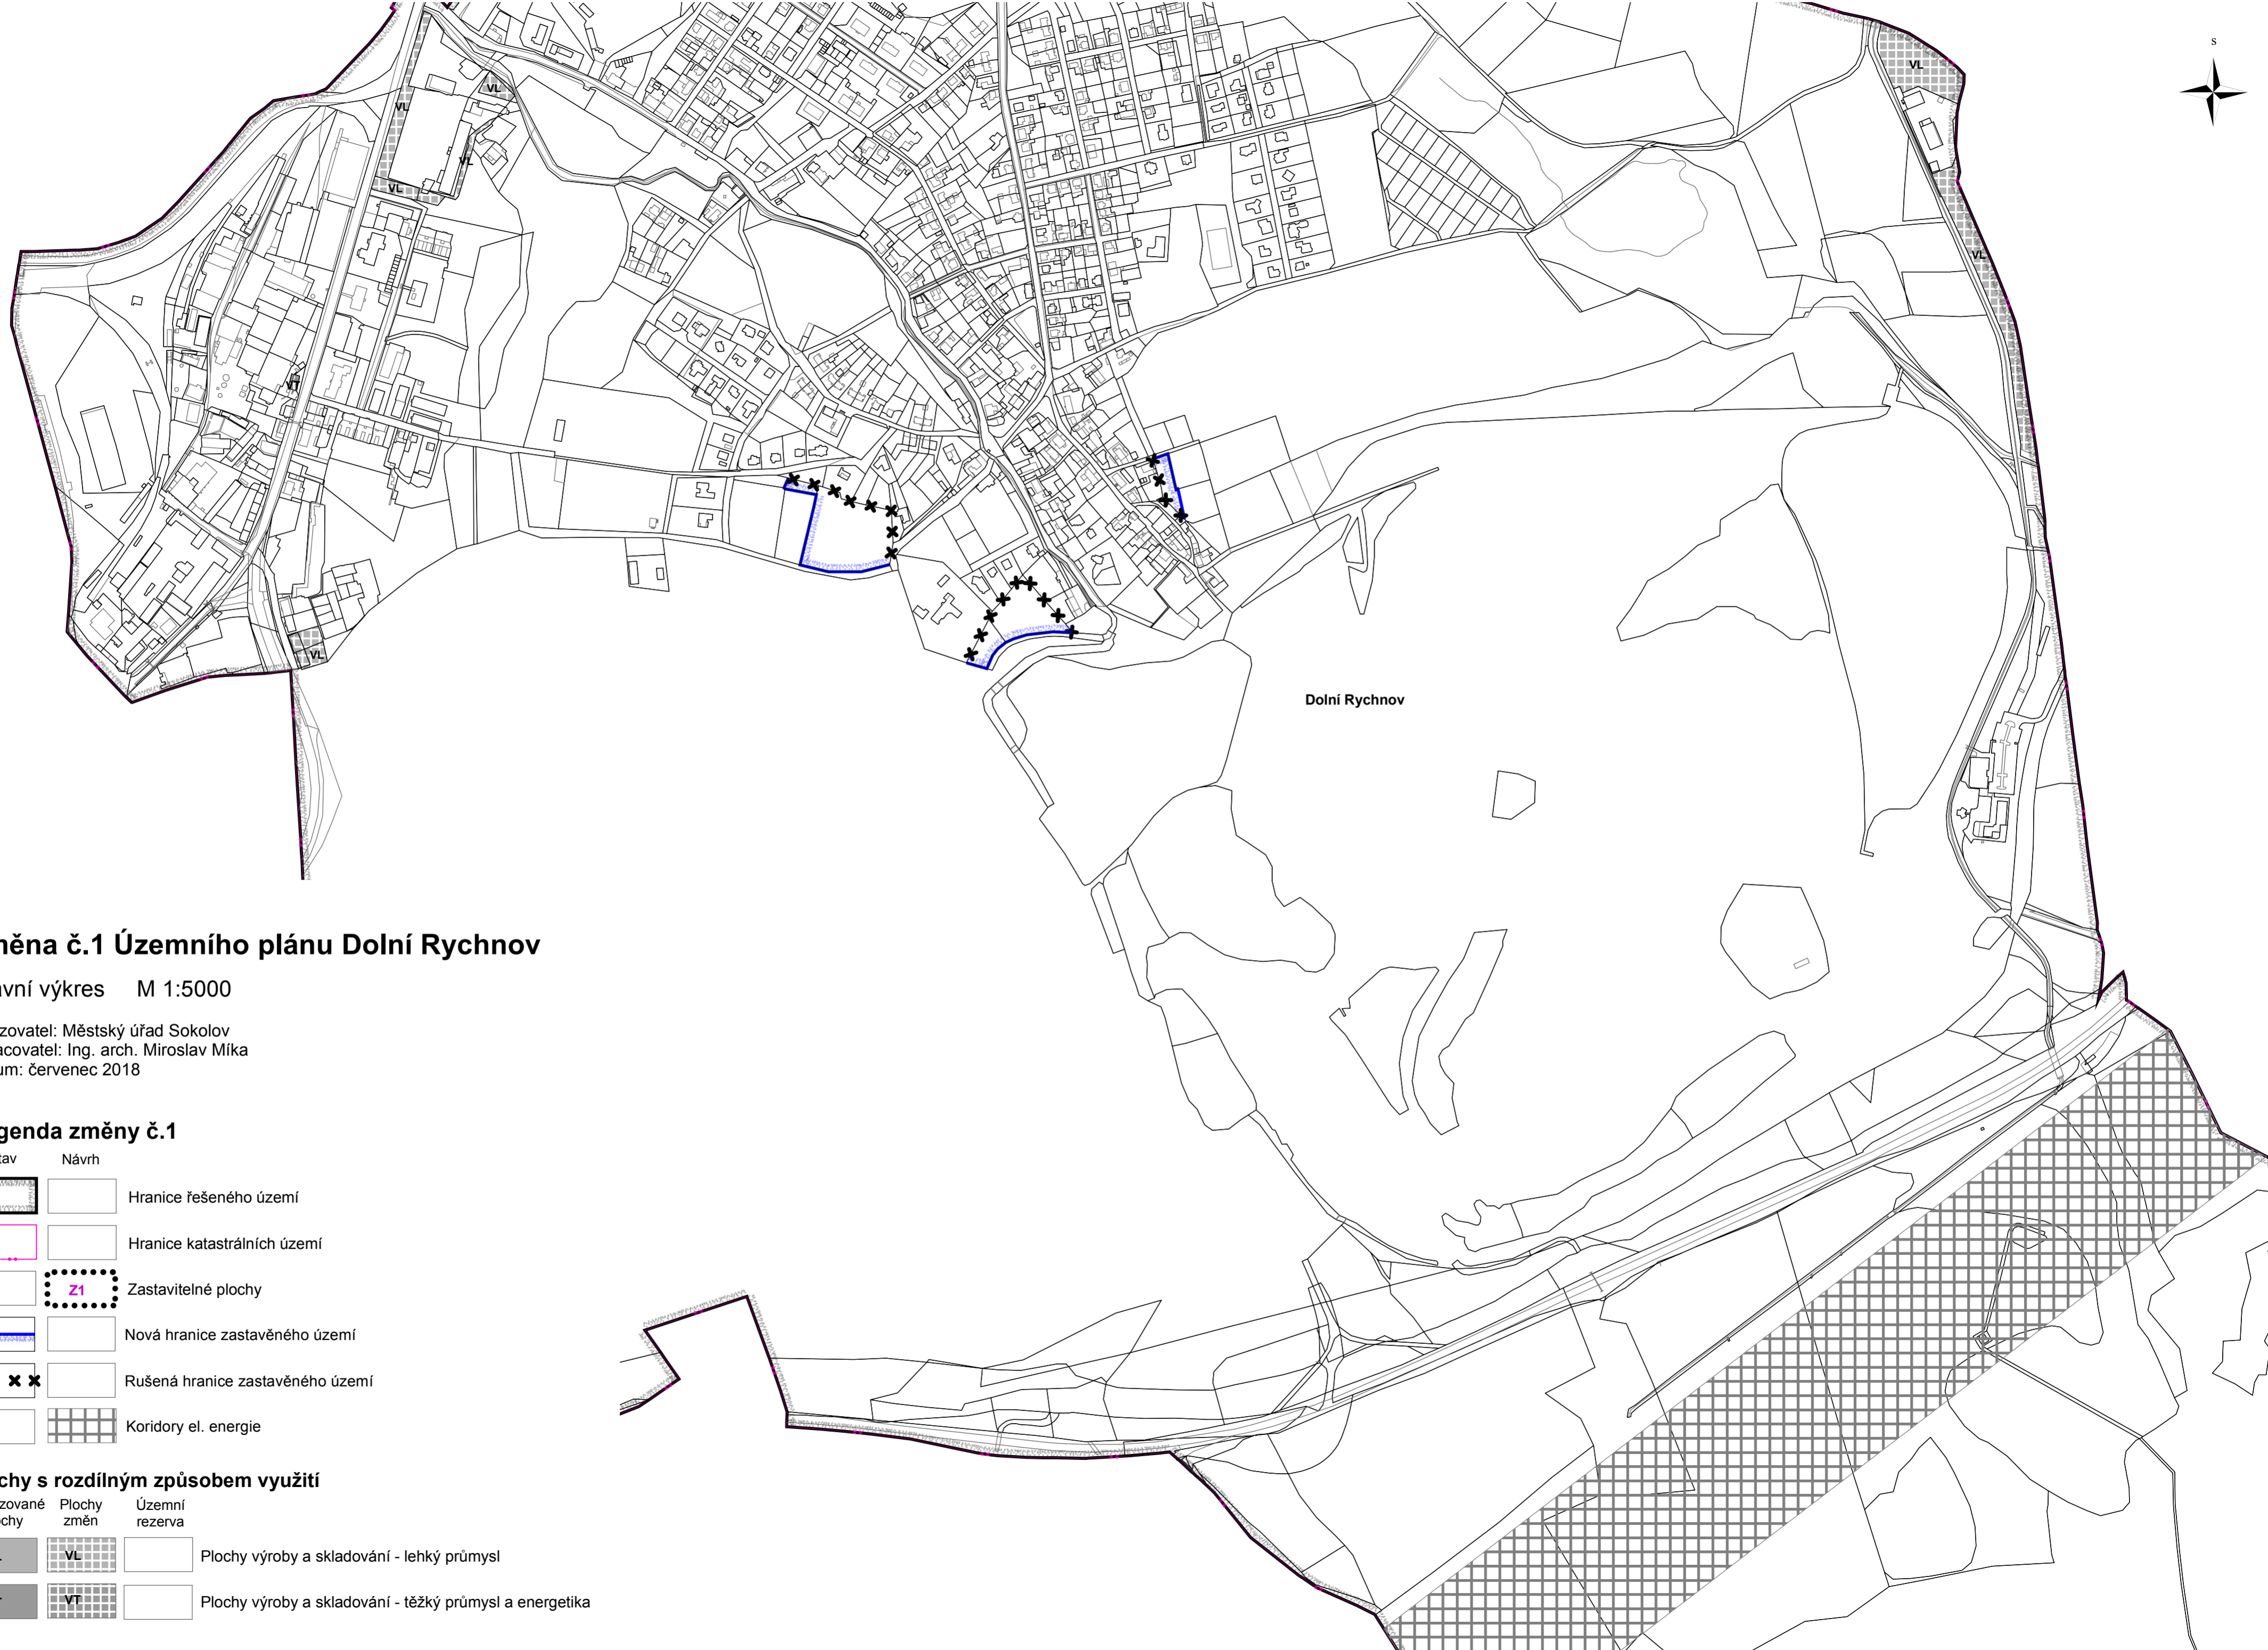 S
VL
VL
VL
VL
VL
VL
VT
VL
Dolní Rychnov
měna č.1 Územního plánu Dolní Rychnov
avní výkres M 1:5000
zovatel: Městský úřad Sokolov
acovatel: Ing. arch. Miroslav Míka
um: červenec 2018
genda změny č.1
tav Návrh
Hranice řešeného území
Hranice katastrálních území
Z1 Zastavitelné plochy
Nová hranice zastavěného území
Rušená hranice zastavěného území
Koridory el. energie
chy s rozdílným způsobem využití
zované Plochy Územní
chy změn rezerva
VL Plochy výroby a skladování - lehký průmysl
VT Plochy výroby a skladování - těžký průmysl a energetika